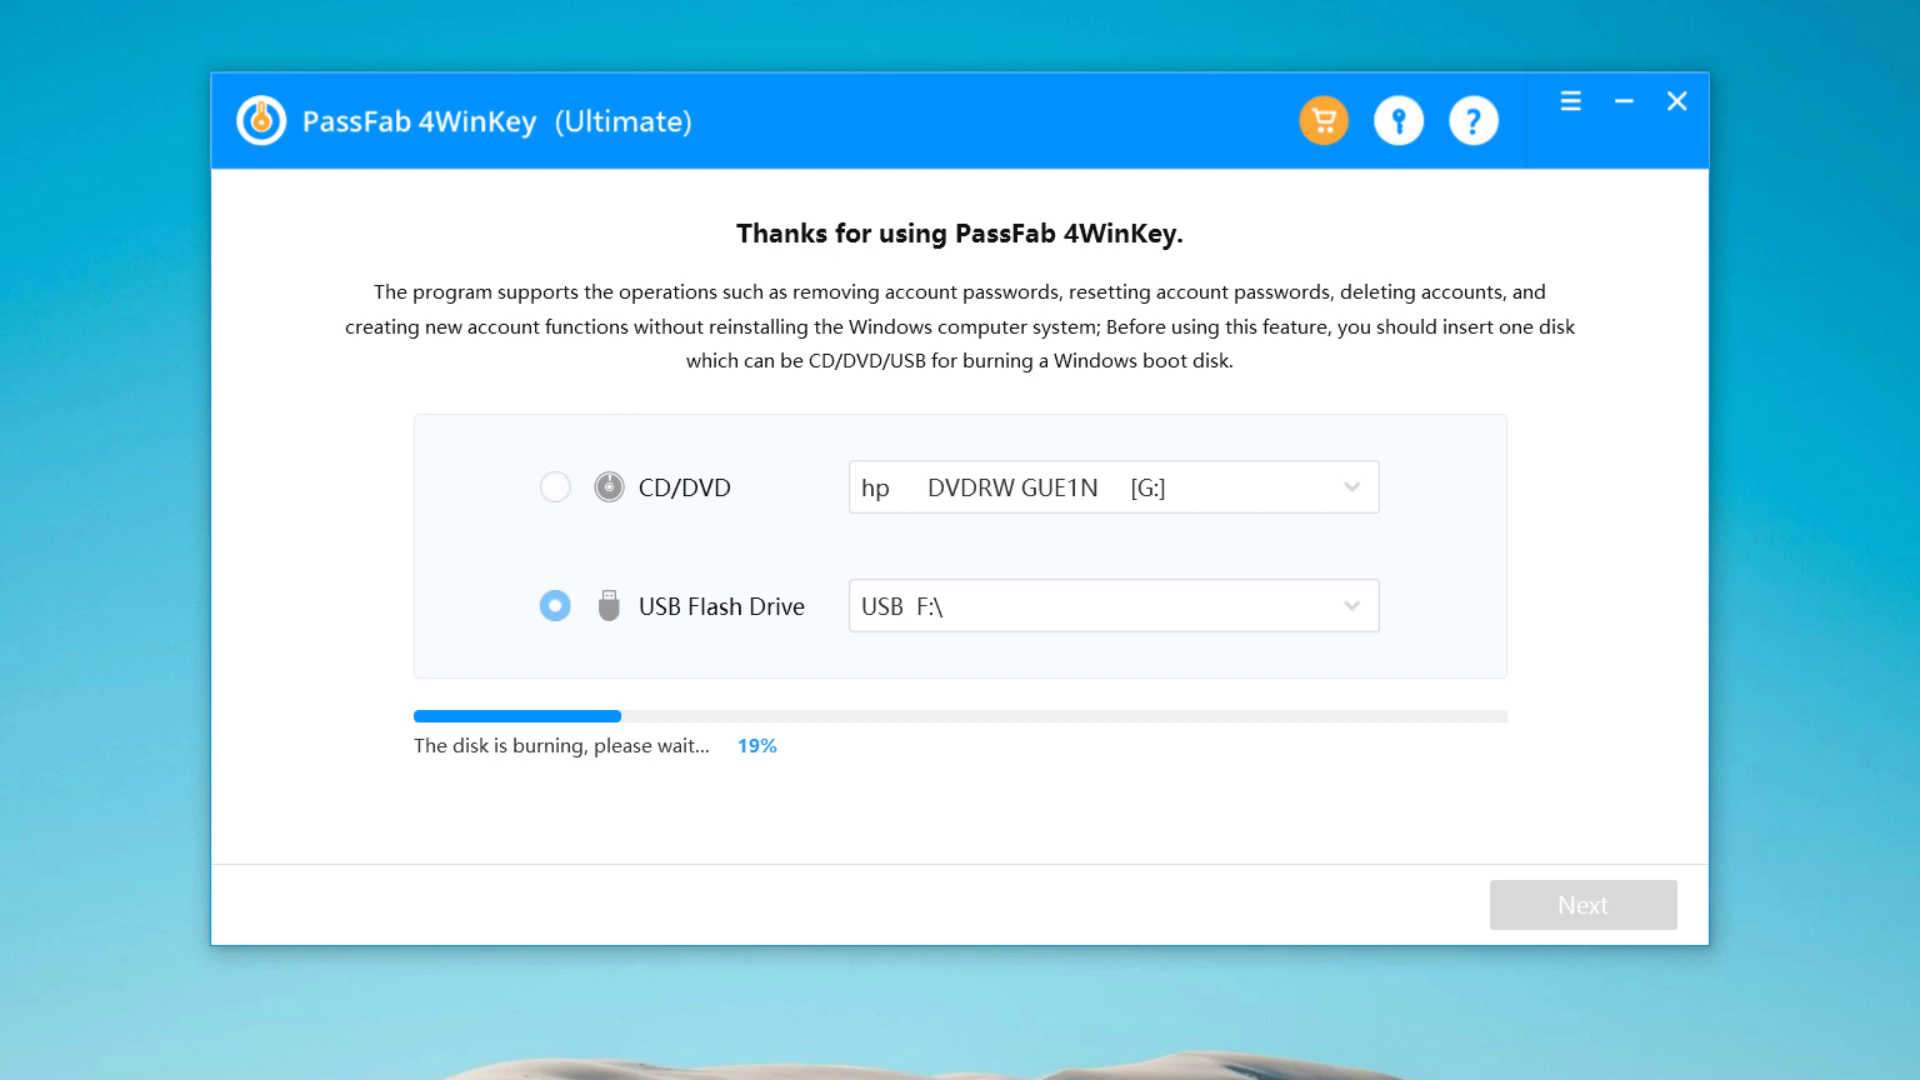 PassFab 4WinKey (Ultimate)
?
Thanks for using PassFab 4WinKey.
The program supports the operations such as removing account passwords, resetting account passwords, deleting accounts, and
creating new account functions without reinstalling the Windows computer system; Before using this feature, you should insert one disk
which can be CD/DVD/USB for burning a Windows boot disk.
CD/DVD hp DVDRW GUE1N [G:]
USB Flash Drive USB F:\
The disk is burning, please wait... 19%
Next